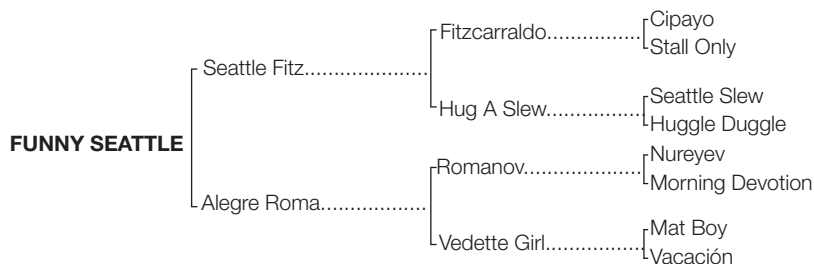 Cipayo
Fitzcarraldo................
Stall Only
Seattle Fitz.....................
Seattle Slew
Hug A Slew................
Huggle Duggle
FUNNY SEATTLE
Nureyev
Romanov....................
Morning Devotion
Alegre Roma..................
Mat Boy
Vedette Girl.................
Vacación